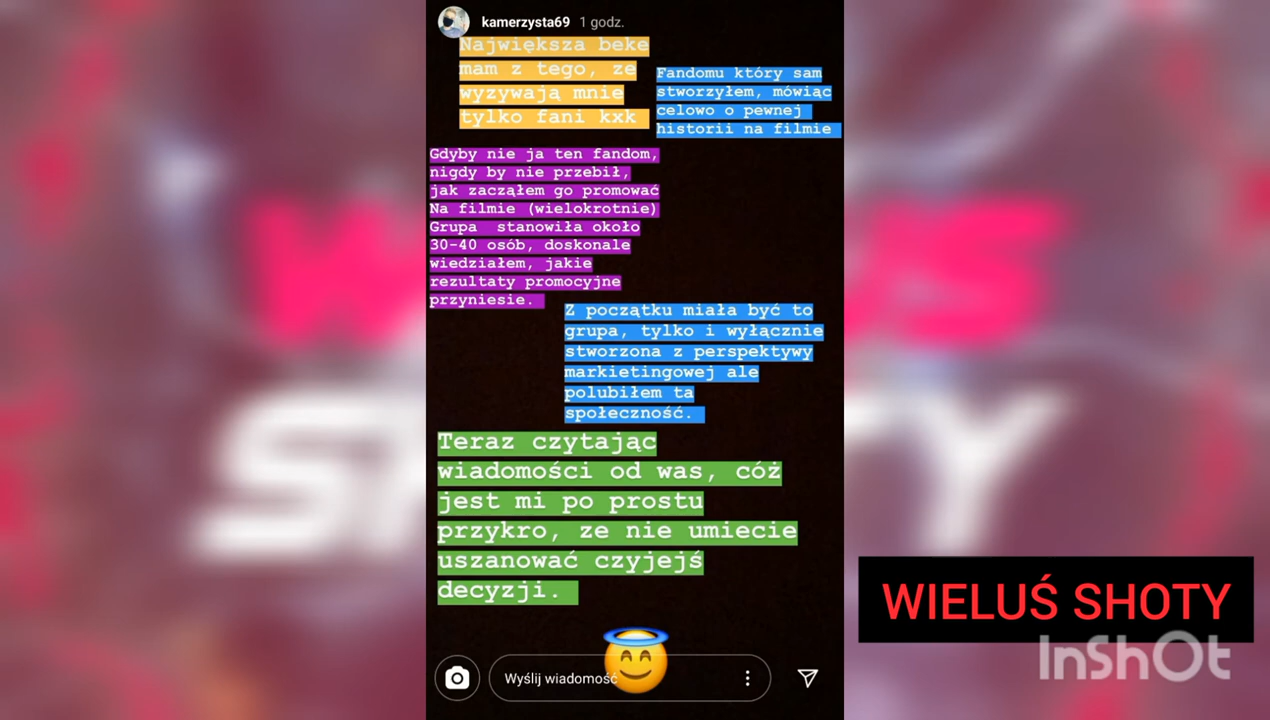 kamerzysta69 1 godz.
Największa beke
mam z tego, ze
wyzywają mnie
tylko fani kxk
Fandomu który sam
stworzyłem, mówiąc
celowo o pewnej
historii na filmie
Gdyby nie ja ten fandom,
nigdy by nie przebił,
jak zacząłem go promować
Na filmie (wielokrotnie)
Grupa stanowiła około
30-40 osób, doskonale
wiedziałem, jakie
rezultaty promocyjne
przyniesie.
Z początku miała być to
grupa, tylko i wyłącznie
stworzona z perspektywy
markietingowej ale
polubiłem ta
społeczność.
Teraz czytając
wiadomości od was, cóż
jest mi po prostu
przykro, ze nie umiecie
uszanować czyjejś
decyzji.
Wyślij wiadomość
WIELUŚ SHOTY
InShOt